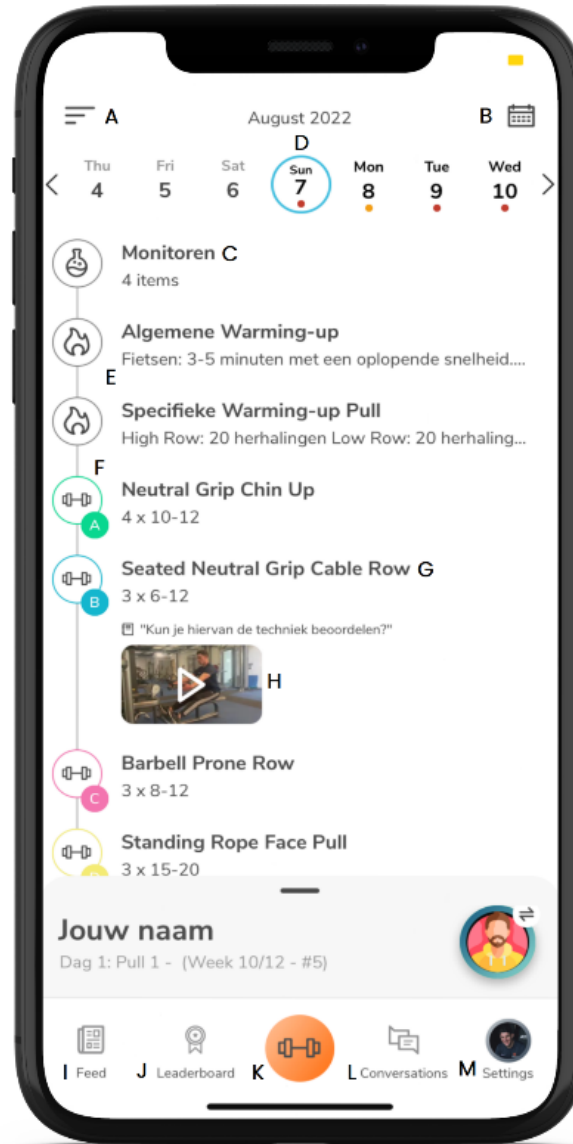 A August 2022 B
D
Thu Fri Sat Sun Mon Tue Wed
4 5 6 7 8 9 10
Monitoren C
4 items
Algemene Warming-up
Fietsen: 3-5 minuten met een oplopende snelheid....
E
Specifieke Warming-up Pull
High Row: 20 herhalingen Low Row: 20 herhaling...
F
Neutral Grip Chin Up
4 x 10-12
A
Seated Neutral Grip Cable Row G
3 x 6-12
B
"Kun je hiervan de techniek beoordelen?"
H
Barbell Prone Row
3 x 8-12
C
Standing Rope Face Pull
3 x 15-20
Jouw naam
Dag 1: Pull 1 - (Week 10/12 - #5)
I Feed J Leaderboard K L Conversations M Settings